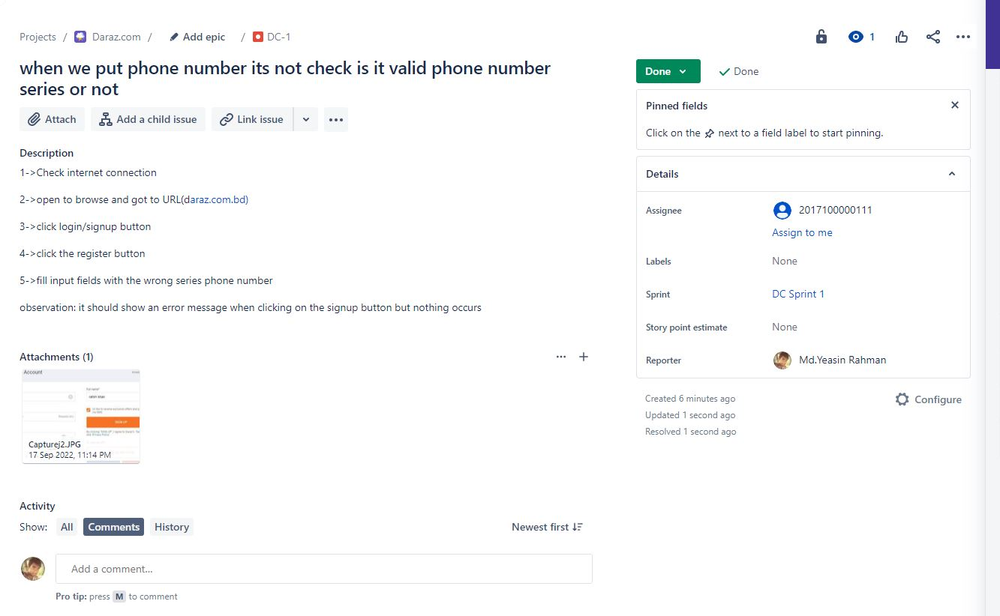 Projects / Daraz.com / Add epic / DC-1
1
when we put phone number its not check is it valid phone number
series or not
Attach
Add a child issue
Link issue
Description
1->Check internet connection
2->open to browse and got to URL(daraz.com.bd)
3->click login/signup button
4->click the register button
5->fill input fields with the wrong series phone number
observation: it should show an error message when clicking on the signup button but nothing occurs
Attachments (1)
Account
Full name*
SIGN UP
Capturej2.JPG
17 Sep 2022, 11:14 PM
Activity
Show: All Comments History
Newest first
Add a comment...
Pro tip: press M to comment
Done
Done
Pinned fields
Click on the next to a field label to start pinning.
Details
Assignee
2017100000111
Assign to me
Labels
None
Sprint
DC Sprint 1
Story point estimate
None
Reporter
Md.Yeasin Rahman
Created 6 minutes ago
Updated 1 second ago
Resolved 1 second ago
Configure